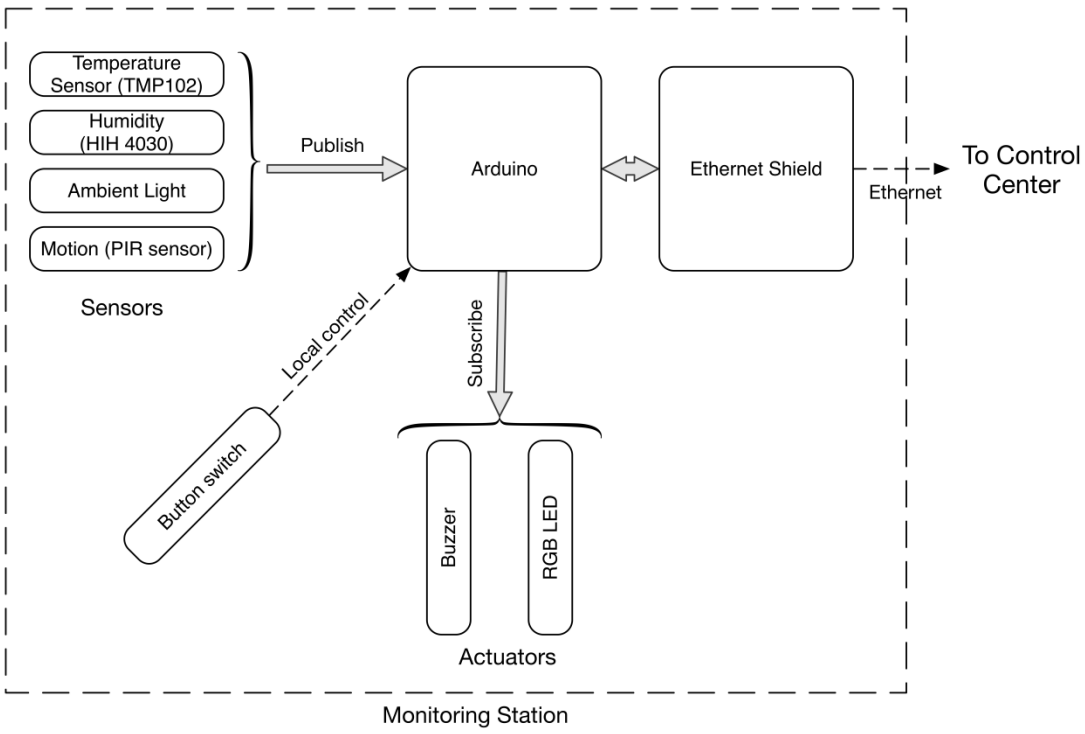 Temperature
Sensor (TMP102)
Humidity
(HIH 4030)
Ambient Light
Motion (PIR sensor)
Sensors
Publish
Arduino
Ethernet Shield
Ethernet
To Control
Center
Local control
Button switch
Subscribe
Buzzer
RGB LED
Actuators
Monitoring Station